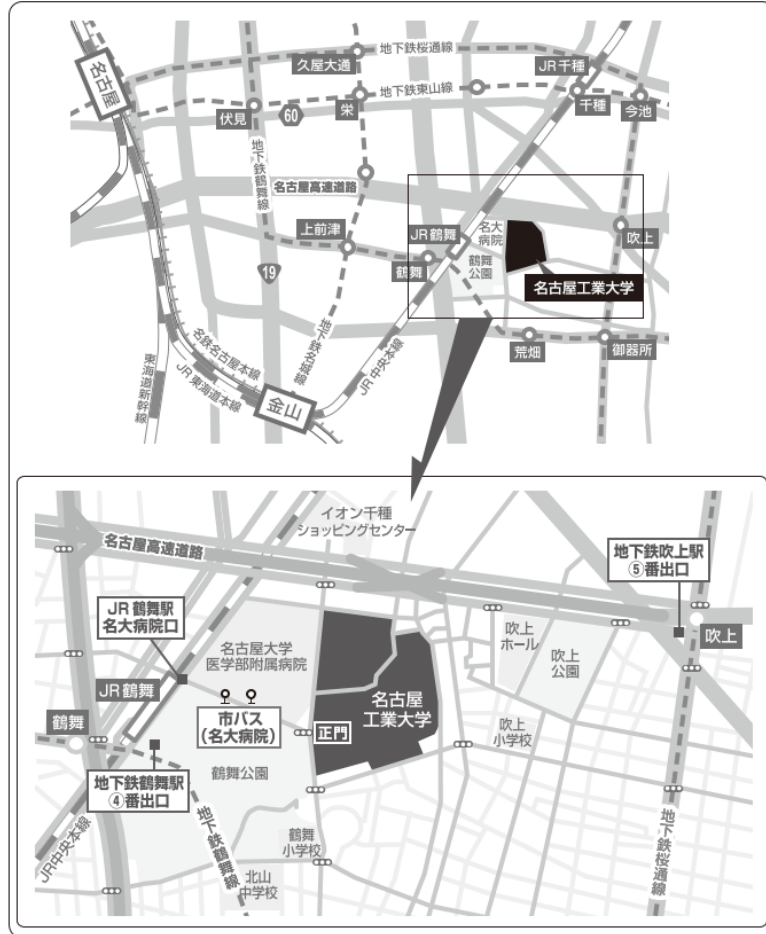 地下鉄桜通線
久屋大通
JR千種
名古屋
地下鉄東山線
伏見
60
栄
千種
今池
地下鉄鶴舞線
名古屋高速道路
上前津
JR鶴舞
名大
病院
吹上
鶴舞
鶴舞
公園
19
名古屋工業大学
地下鉄名城線
JR中央本線
荒畑
御器所
名鉄名古屋本線
JR東海道本線
東海道新幹線
金山
イオン千種
ショッピングセンター
名古屋高速道路
地下鉄吹上駅
⑤番出口
JR鶴舞駅
名大病院口
吹上
ホール
吹上
名古屋大学
医学部附属病院
吹上
公園
JR鶴舞
名古屋
工業大学
鶴舞
市バス
(名大病院)
正門
吹上
小学校
鶴舞公園
地下鉄鶴舞駅
④番出口
JR中央本線
地下鉄鶴舞線
鶴舞
小学校
地下鉄桜通線
北山
中学校